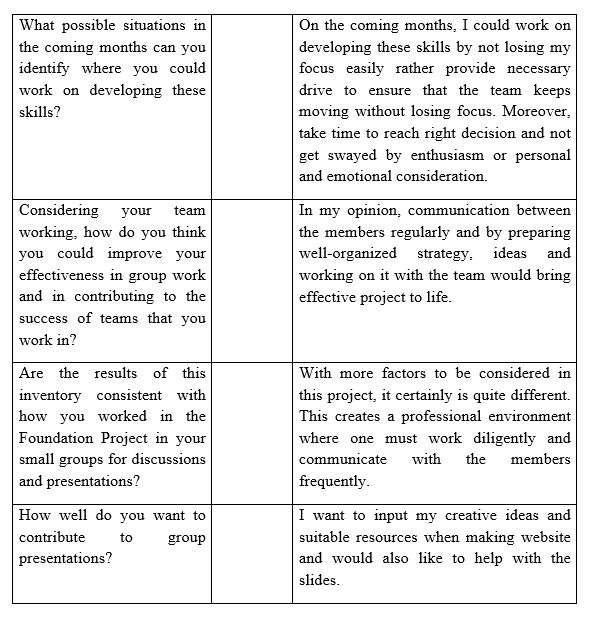 What possible situations in
the coming months can you
identify where you could
work on developing these
skills?
On the coming months, I could work on
developing these skills by not losing my
focus easily rather provide necessary
drive to ensure that the team keeps
moving without losing focus. Moreover,
take time to reach right decision and not
get swayed by enthusiasm or personal
and emotional consideration.
Considering your team
working, how do you think
you could improve your
effectiveness in group work
and in contributing to the
success of teams that you
work in?
In my opinion, communication between
the members regularly and by preparing
well-organized strategy, ideas and
working on it with the team would bring
effective project to life.
Are the results of this
inventory consistent with
how you worked in the
Foundation Project in your
small groups for discussions
and presentations?
With more factors to be considered in
this project, it certainly is quite different.
This creates a professional environment
where one must work diligently and
communicate with the members
frequently.
How well do you want to
contribute to group
presentations?
I want to input my creative ideas and
suitable resources when making website
and would also like to help with the
slides.